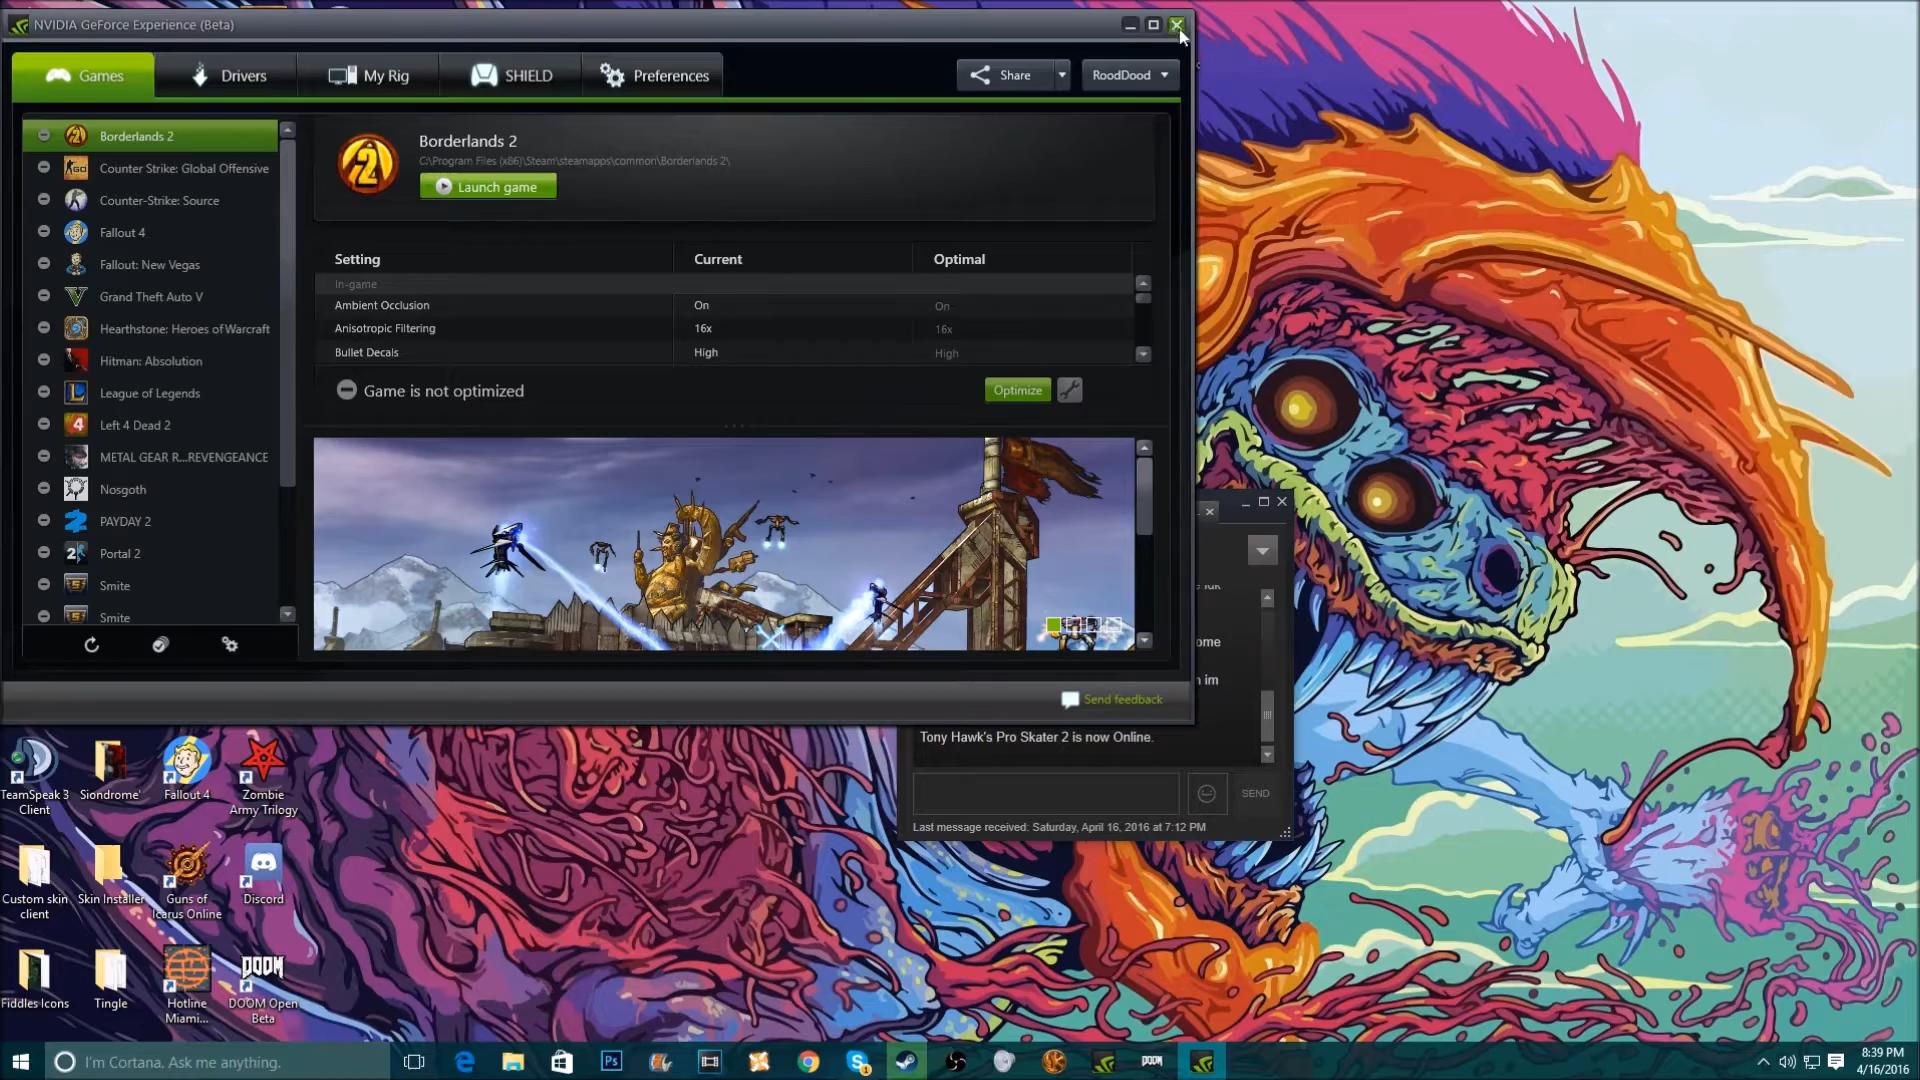 NVIDIA GeForce Experience (Beta)
Games
Drivers
My Rig
SHIELD
Preferences
Share
RoodDood
Borderlands 2
Counter Strike: Global Offensive
Counter-Strike: Source
Fallout 4
Fallout: New Vegas
Grand Theft Auto V
Hearthstone: Heroes of Warcraft
Hitman: Absolution
League of Legends
Left 4 Dead 2
METAL GEAR R...REVENGEANCE
Nosgoth
PAYDAY 2
Portal 2
Smite
Smite
Borderlands 2
C:\Program Files (x86)\Steam\steamapps\common\Borderlands 2\
Launch game
Setting Current Optimal
In-game
Ambient Occlusion On On
Anisotropic Filtering 16x 16x
Bullet Decals High High
Game is not optimized
Optimize
Send feedback
ome
im
Tony Hawk's Pro Skater 2 is now Online.
SEND
Last message received: Saturday, April 16, 2016 at 7:12 PM
TeamSpeak 3
Client
Siondrome'
Fallout 4
Zombie
Army Trilogy
Custom skin
client
Skin Installer
Guns of
Icarus Online
Discord
Fiddles Icons
Tingle
Hotline
Miami...
DOOM
DOOM Open
Beta
I'm Cortana. Ask me anything.
Ps
DOOM
8:39 PM
4/16/2016